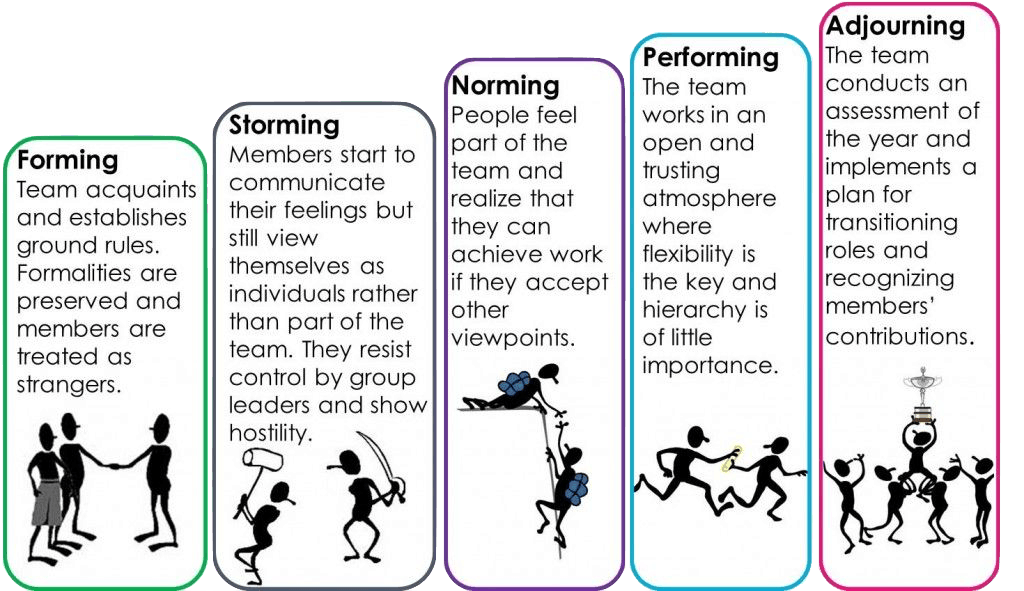 Forming
Team acquaints
and establishes
ground rules.
Formalities are
preserved and
members are
treated as
strangers.
Storming
Members start to
communicate
their feelings but
still view
themselves as
individuals rather
than part of the
team. They resist
control by group
leaders and show
hostility.
Norming
People feel
part of the
team and
realize that
they can
achieve work
if they accept
other
viewpoints.
Performing
The team
works in an
open and
trusting
atmosphere
where
flexibility is
the key and
hierarchy is
of little
importance.
Adjourning
The team
conducts an
assessment of
the year and
implements a
plan for
transitioning
roles and
recognizing
members’
contributions.